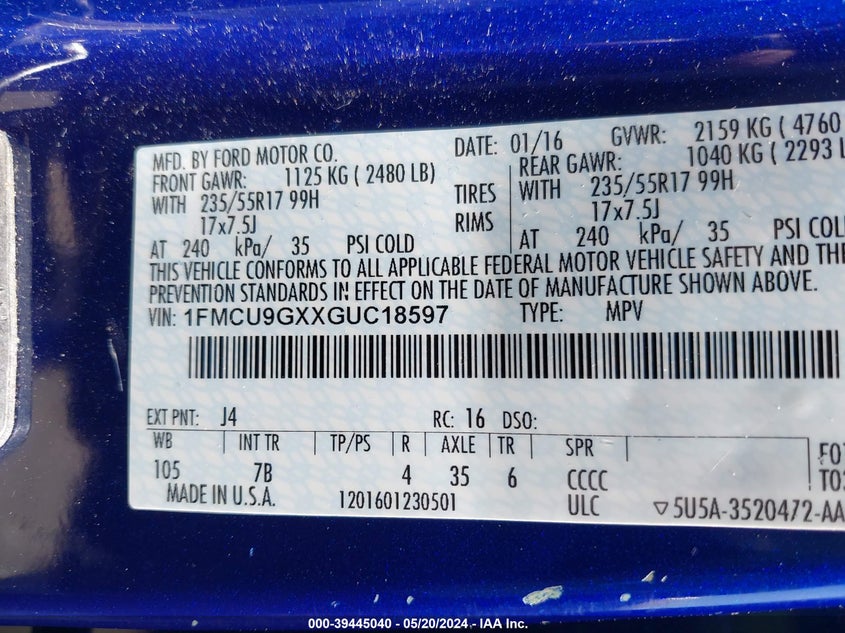 MFD. BY FORD MOTOR CO. DATE: 01/16 GVWR: 2159 KG ( 4760
FRONT GAWR: 1125 KG ( 2480 LB) REAR GAWR: 1040 KG ( 2293 L
WITH 235/55R17 99H TIRES WITH 235/55R17 99H
17x7.5J RIMS 17x7.5J
AT 240 kPa/ 35 PSI COLD AT 240 kPa/ 35 PSI COL
THIS VEHICLE CONFORMS TO ALL APPLICABLE FEDERAL MOTOR VEHICLE SAFETY AND THE
PREVENTION STANDARDS IN EFFECT ON THE DATE OF MANUFACTURE SHOWN ABOVE.
VIN: 1FMCU9GXXGUC18597 TYPE: MPV
EXT PNT: J4 RC: 16 DSO:
WB INT TR TP/PS R AXLE TR SPR
105 7B 4 35 6 CCCC
MADE IN U.S.A. 1201601230501 ULC ▽5U5A-3520472-AA
000-39445040 - 05/20/2024 - IAA Inc.